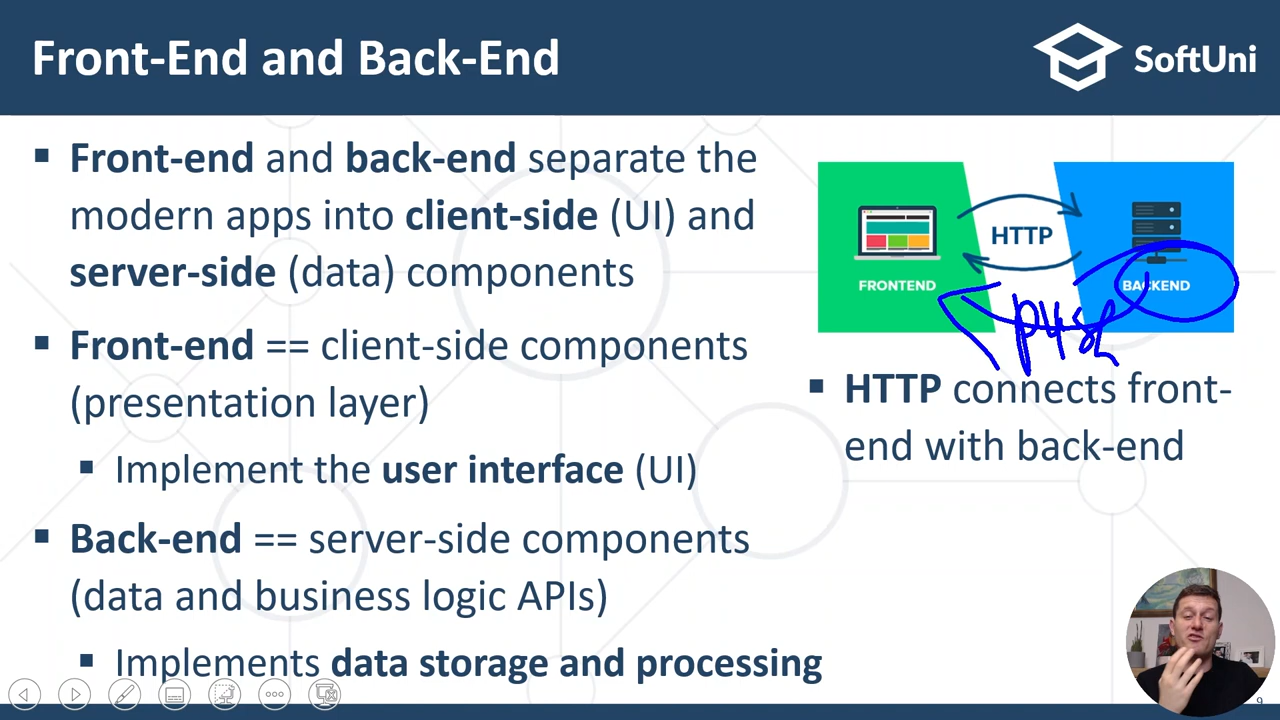 Front-End and Back-End
SoftUni
Front-end and back-end separate the
modern apps into client-side (UI) and
server-side (data) components
Front-end == client-side components
(presentation layer)
Implement the user interface (UI)
Back-end == server-side components
(data and business logic APIs)
Implements data storage and processing
HTTP
FRONTEND
BACKEND
push
HTTP connects front-
end with back-end
9